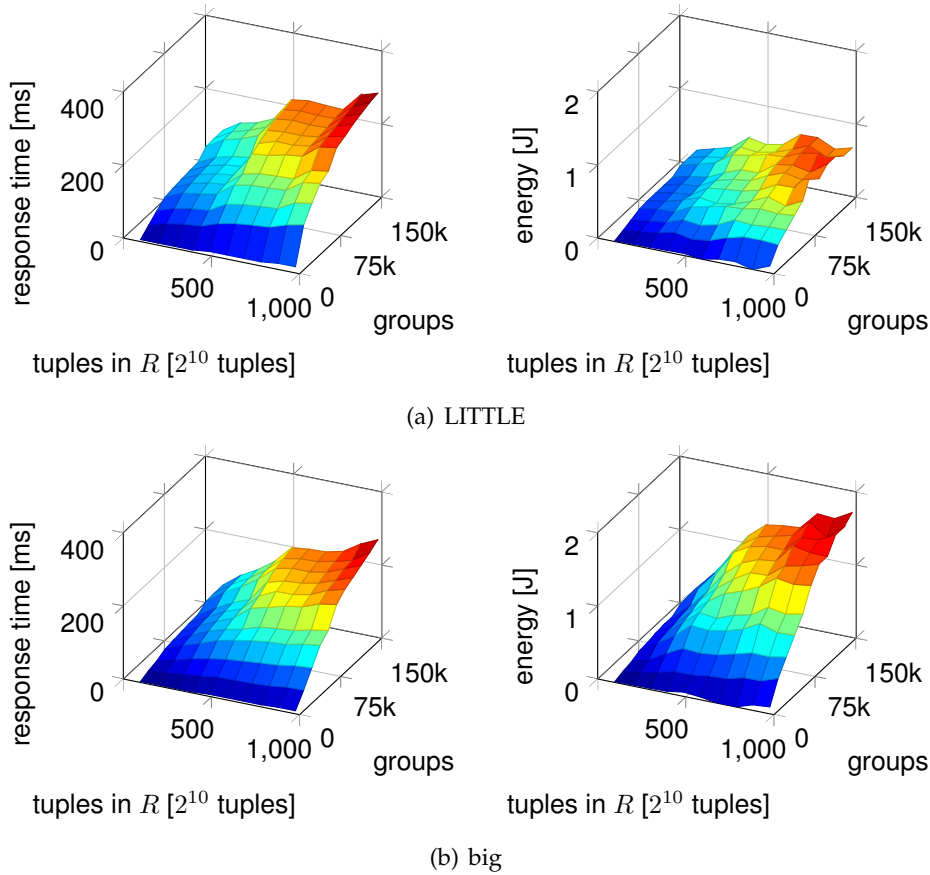 response time [ms]
400
200
0
500
1,000
0
75k
150k
groups
tuples in R [2^10 tuples]
energy [J]
2
1
0
500
1,000
0
75k
150k
groups
tuples in R [2^10 tuples]
(a) LITTLE
response time [ms]
400
200
0
500
1,000
0
75k
150k
groups
tuples in R [2^10 tuples]
energy [J]
2
1
0
500
1,000
0
75k
150k
groups
tuples in R [2^10 tuples]
(b) big